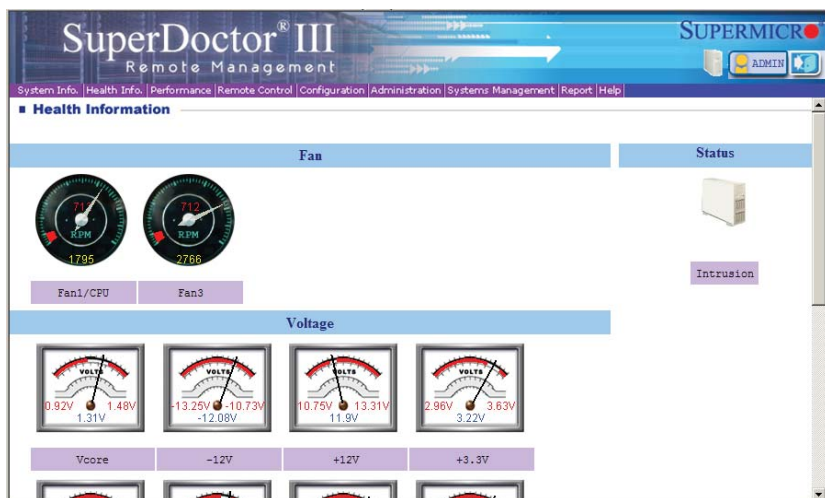 SuperDoctor® III
SUPERMICRO
Remote Management
ADMIN
System Info. | Health Info. | Performance | Remote Control | Configuration | Administration | Systems Management | Report | Help
Health Information
Fan
Status
712
712
RPM
RPM
1795
2766
Fan1/CPU
Fan3
Intrusion
Voltage
VOLTS
VOLTS
VOLTS
VOLTS
0.92V 1.48V
-13.25V -10.73V
10.75V 13.31V
2.96V 3.63V
1.31V
-12.08V
11.9V
3.22V
Vcore
-12V
+12V
+3.3V